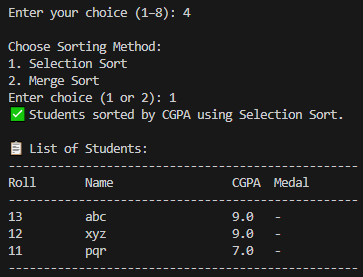 Enter your choice (1–8): 4
Choose Sorting Method:
1. Selection Sort
2. Merge Sort
Enter choice (1 or 2): 1
✅ Students sorted by CGPA using Selection Sort.
📋 List of Students:
--------------------------------------------------
Roll Name CGPA Medal
--------------------------------------------------
13 abc 9.0 -
12 xyz 9.0 -
11 pqr 7.0 -
--------------------------------------------------